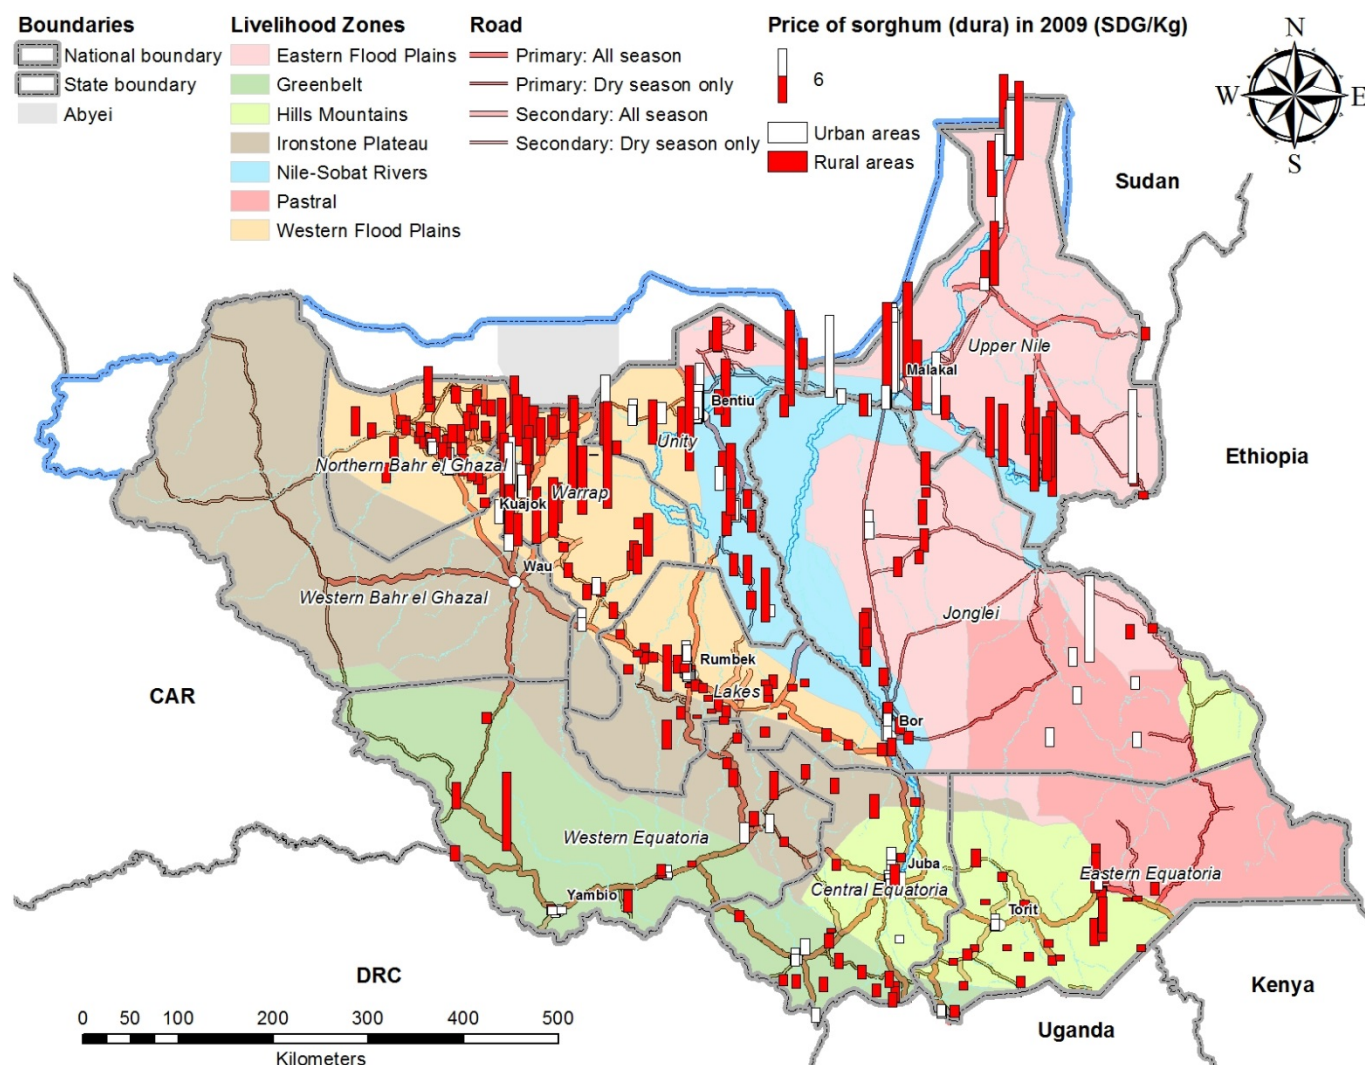 Boundaries
National boundary
State boundary
Abyei
Livelihood Zones
Eastern Flood Plains
Greenbelt
Hills Mountains
Ironstone Plateau
Nile-Sobat Rivers
Pastral
Western Flood Plains
Road
Primary: All season
Primary: Dry season only
Secondary: All season
Secondary: Dry season only
Price of sorghum (dura) in 2009 (SDG/Kg)
6
Urban areas
Rural areas
N
W
E
S
Sudan
Upper Nile
Malakal
Bentiu
Unity
Ethiopia
Northern Bahr el Ghazal
Warrap
Kuajok
Wau
Western Bahr el Ghazal
Jonglei
Rumbek
Lakes
CAR
Bor
Western Equatoria
Juba
Central Equatoria
Eastern Equatoria
Yambio
Torit
DRC
Kenya
Uganda
0 50 100 200 300 400 500
Kilometers